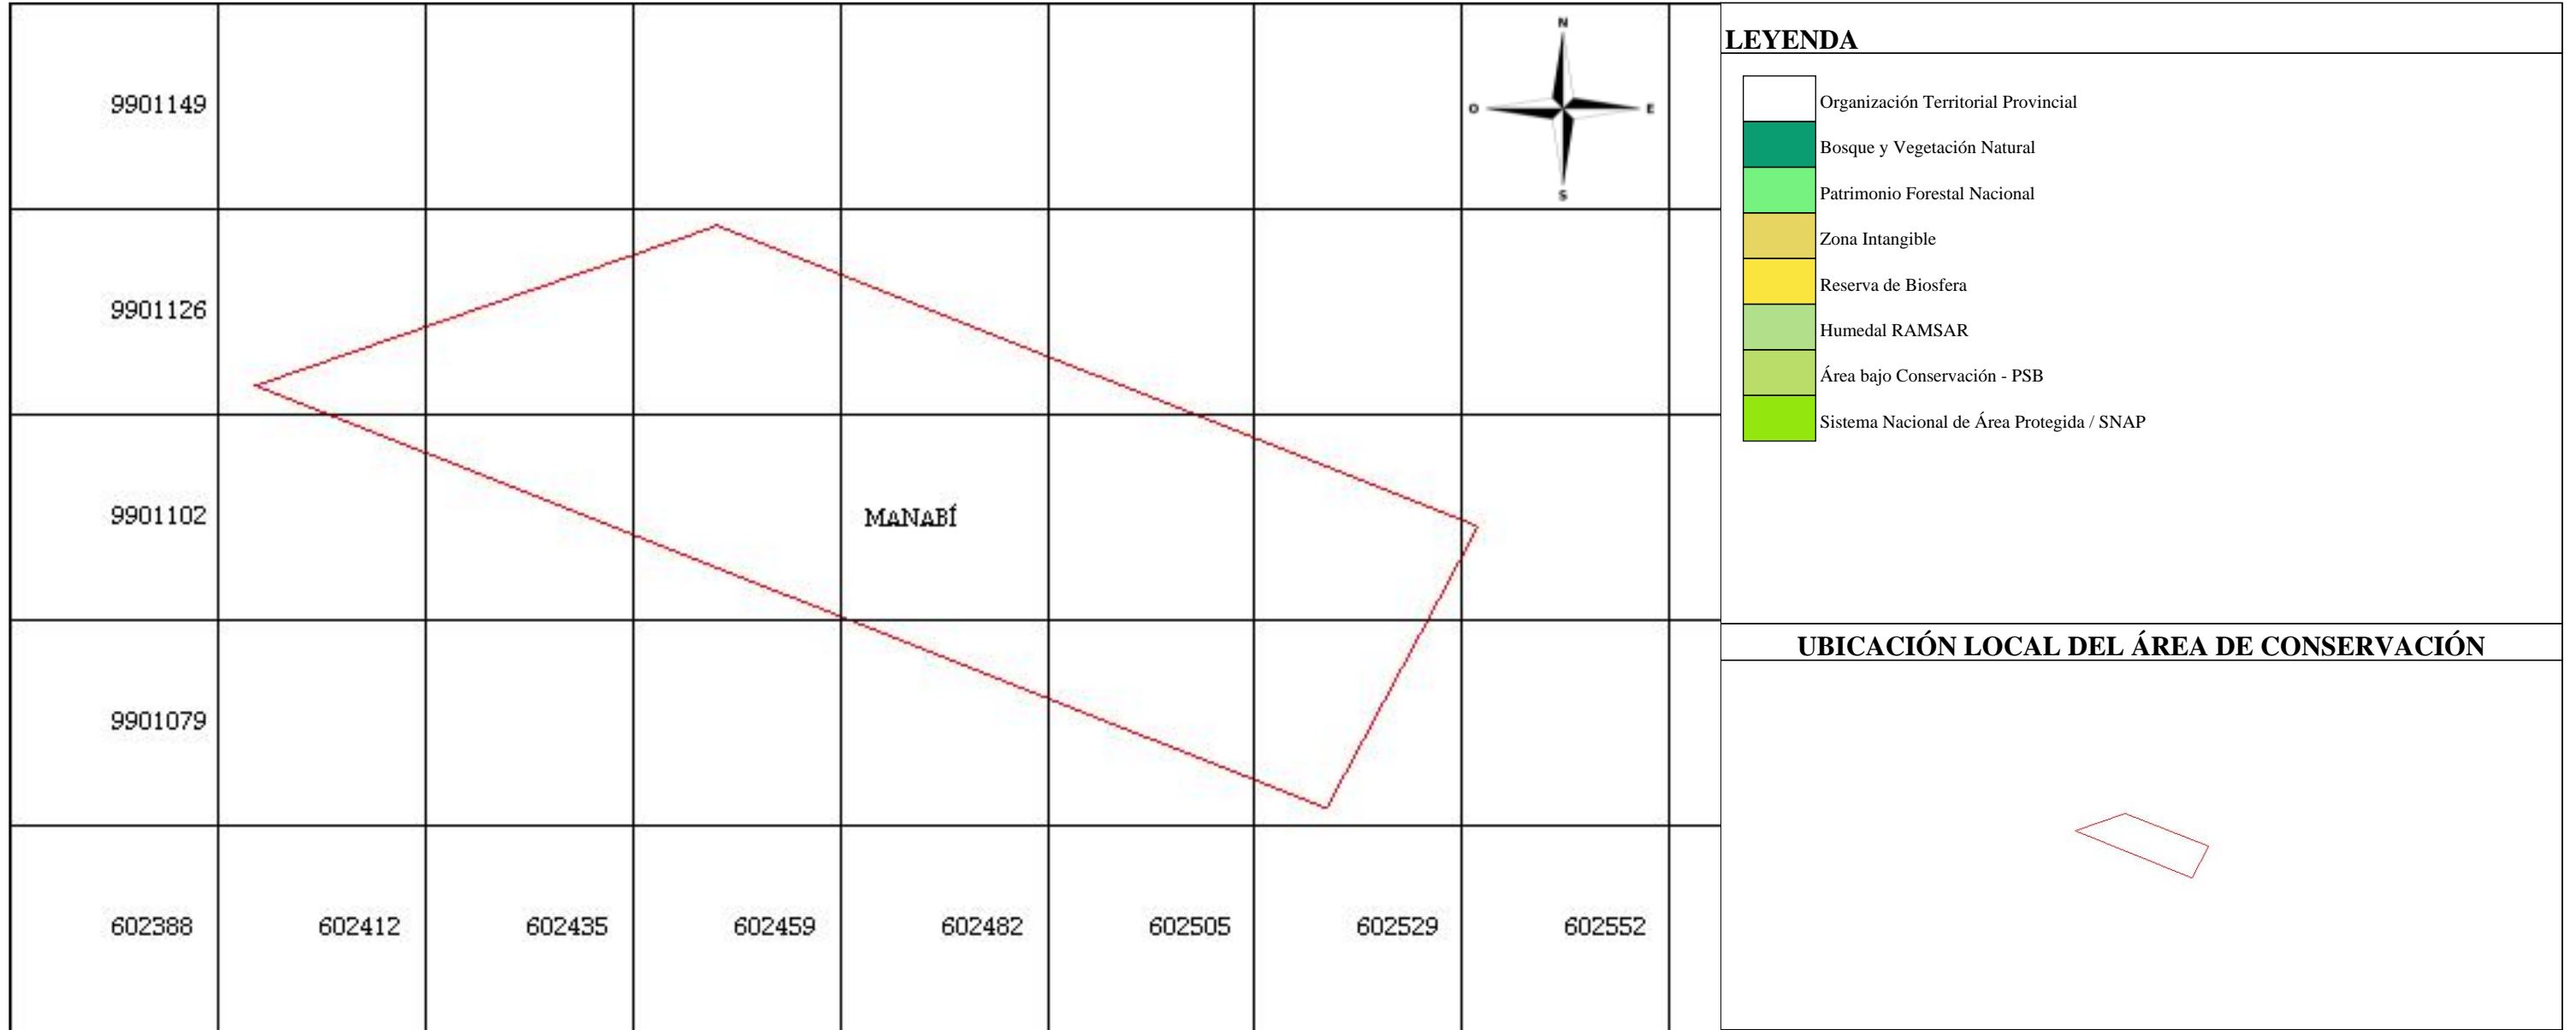 9901149
9901126
9901102
9901079
MANABÍ
602388
602412
602435
602459
602482
602505
602529
602552
N
O
E
S
LEYENDA
Organización Territorial Provincial
Bosque y Vegetación Natural
Patrimonio Forestal Nacional
Zona Intangible
Reserva de Biosfera
Humedal RAMSAR
Área bajo Conservación - PSB
Sistema Nacional de Área Protegida / SNAP
UBICACIÓN LOCAL DEL ÁREA DE CONSERVACIÓN